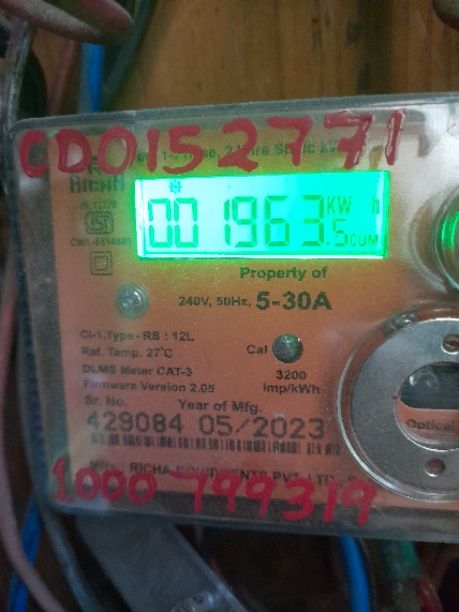 CD0152771
RICHA
IS:13779
001963.5 KW h
CUM
Property of
240V, 50Hz, 5-30A
Cl-1, Type - RS : 12L
Ref. Temp. 27°C
Cal
3200
DLMS Meter CAT-3
Imp/kWh
Firmware Version 2.05
Sr. No. Year of Mfg.
429084 05/2023
Optical
RICHA EQUIPMENTS PVT. LTD.
1000799319